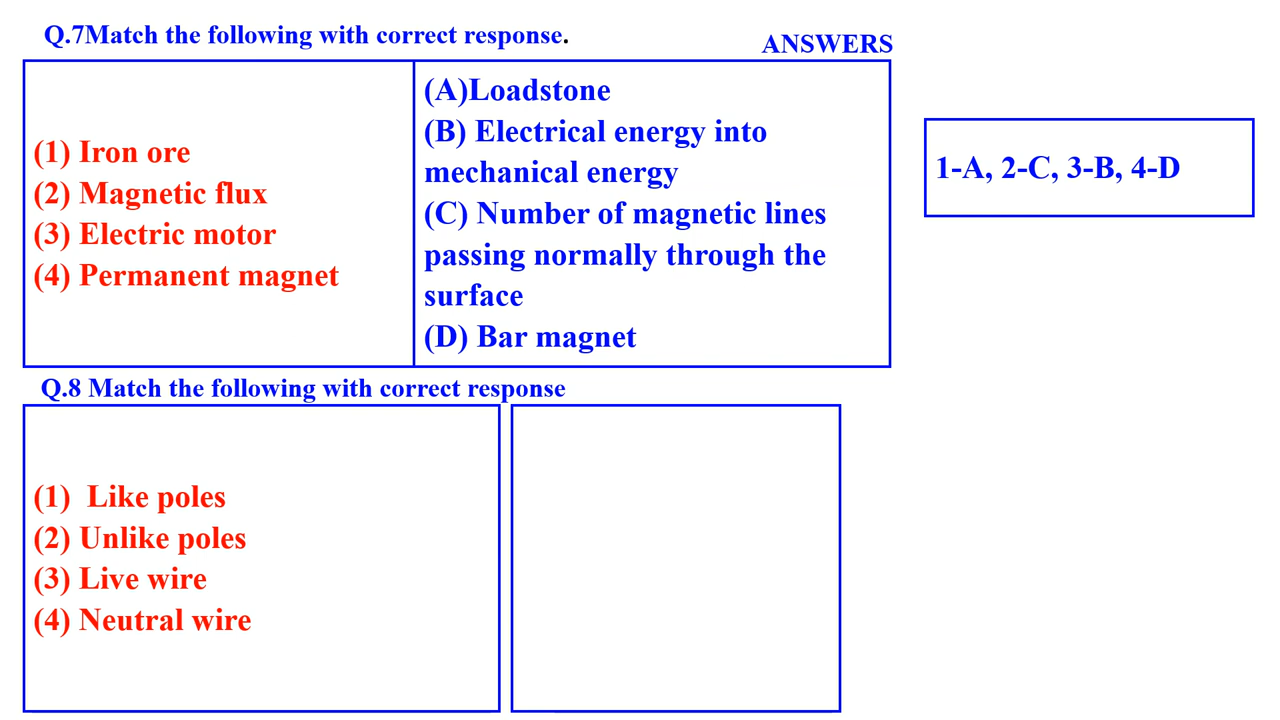 Q.7Match the following with correct response.
ANSWERS
(1) Iron ore
(2) Magnetic flux
(3) Electric motor
(4) Permanent magnet
(A)Loadstone
(B) Electrical energy into
mechanical energy
(C) Number of magnetic lines
passing normally through the
surface
(D) Bar magnet
1-A, 2-C, 3-B, 4-D
Q.8 Match the following with correct response
(1) Like poles
(2) Unlike poles
(3) Live wire
(4) Neutral wire